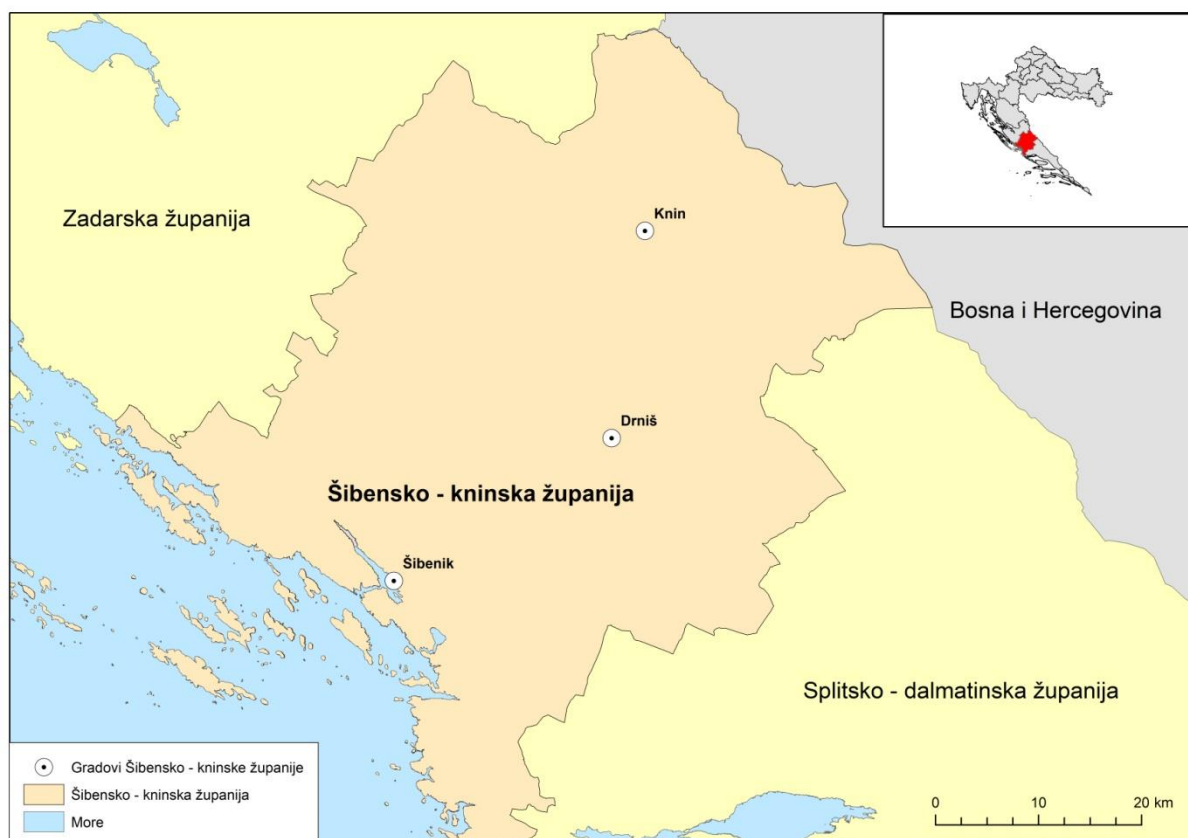 Zadarska županija
Knin
Bosna i Hercegovina
Drniš
Šibensko - kninska županija
Šibenik
Splitsko - dalmatinska županija
Gradovi Šibensko - kninske županije
Šibensko - kninska županija
More
0 10 20 km